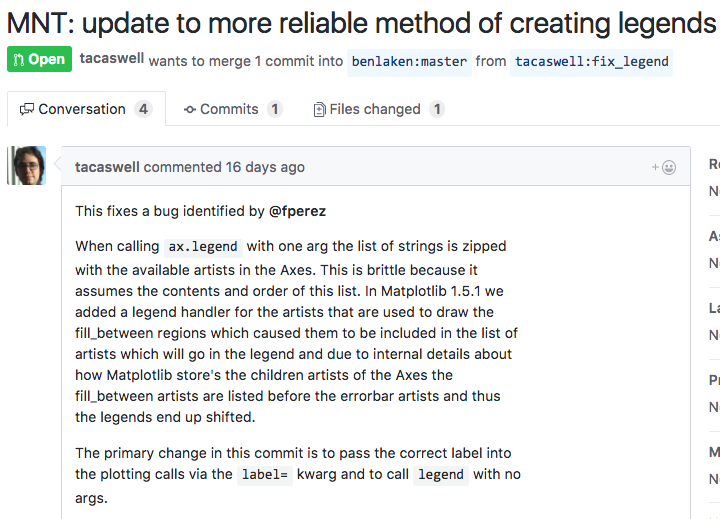 MNT: update to more reliable method of creating legends
Open tacaswell wants to merge 1 commit into benlaken:master from tacaswell:fix_legend
Conversation 4 Commits 1 Files changed 1
tacaswell commented 16 days ago
This fixes a bug identified by @fperez
When calling ax.legend with one arg the list of strings is zipped
with the available artists in the Axes. This is brittle because it
assumes the contents and order of this list. In Matplotlib 1.5.1 we
added a legend handler for the artists that are used to draw the
fill_between regions which caused them to be included in the list of
artists which will go in the legend and due to internal details about
how Matplotlib store's the children artists of the Axes the
fill_between artists are listed before the errorbar artists and thus
the legends end up shifted.
The primary change in this commit is to pass the correct label into
the plotting calls via the label= kwarg and to call legend with no
args.